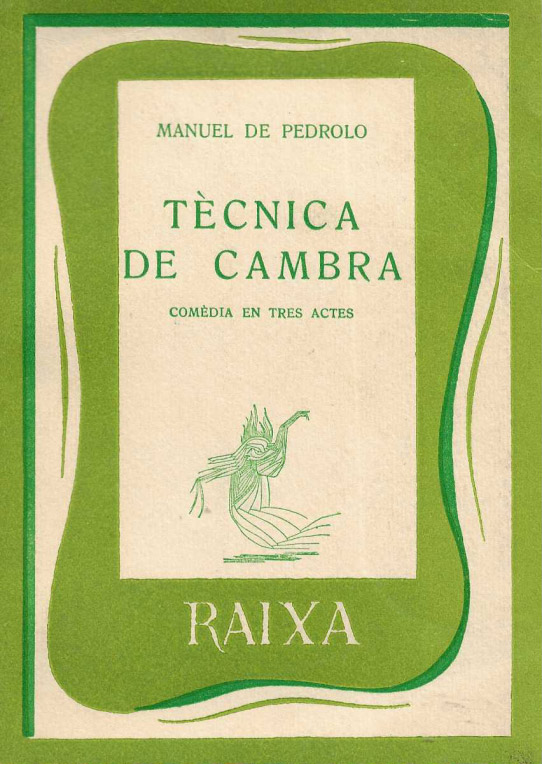 MANUEL DE PEDROLO
TÈCNICA
DE CAMBRA
COMÈDIA EN TRES ACTES
RAIXA